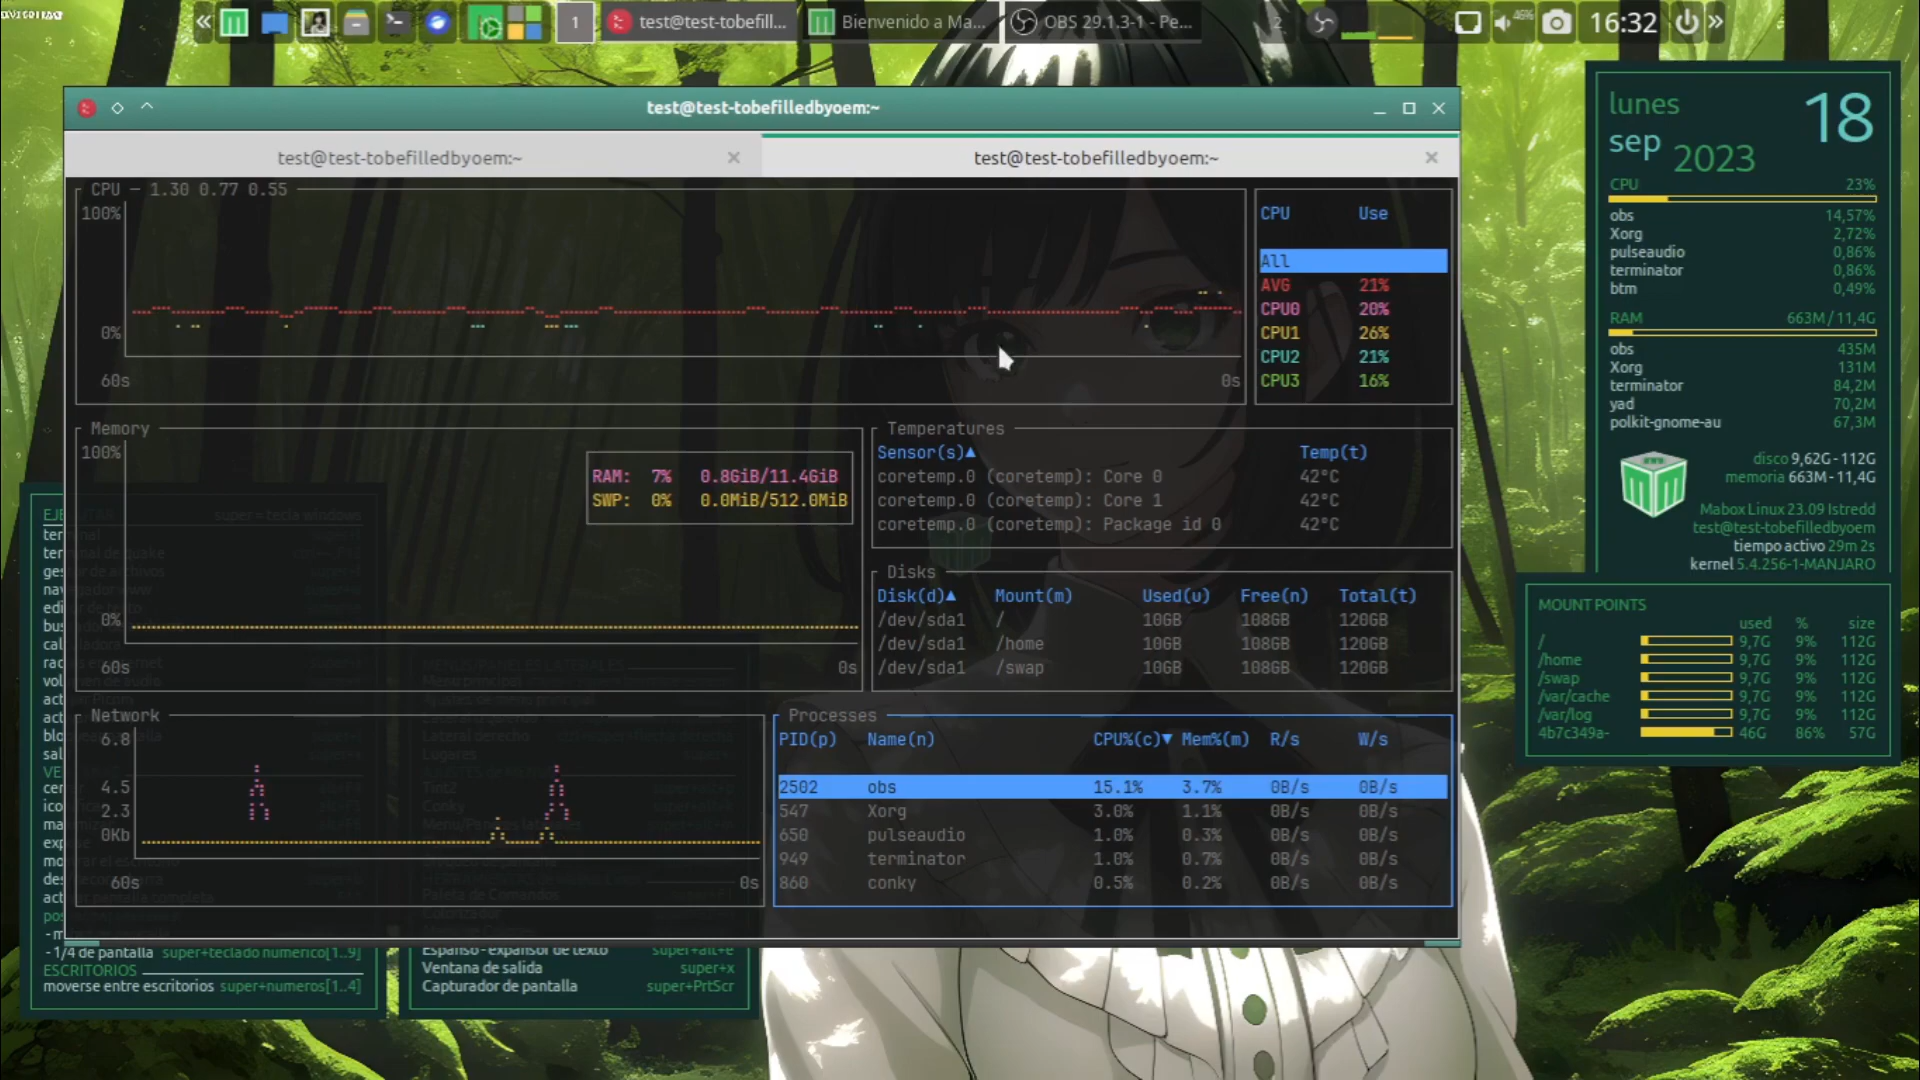 1
test@test-tobefill...
Bienvenido a Ma...
OBS 29.1.3-1 - Pe...
2
46%
16:32
test@test-tobefilledbyoem:~
test@test-tobefilledbyoem:~
test@test-tobefilledbyoem:~
CPU — 1.30 0.77 0.55
100%
0%
60s 0s
CPU Use
All
AVG 21%
CPU0 20%
CPU1 26%
CPU2 21%
CPU3 16%
Memory
100%
RAM: 7% 0.8GiB/11.4GiB
SWP: 0% 0.0MiB/512.0MiB
0%
60s 0s
Temperatures
Sensor(s)▲ Temp(t)
coretemp.0 (coretemp): Core 0 42°C
coretemp.0 (coretemp): Core 1 42°C
coretemp.0 (coretemp): Package id 0 42°C
Disks
Disk(d)▲ Mount(m) Used(u) Free(n) Total(t)
/dev/sda1 / 10GB 108GB 120GB
/dev/sda1 /home 10GB 108GB 120GB
/dev/sda1 /swap 10GB 108GB 120GB
Network
6.8
4.5
2.3
0Kb
60s 0s
Processes
PID(p) Name(n) CPU%(c)▼ Mem%(m) R/s W/s
2502 obs 15.1% 3.7% 0B/s 0B/s
547 Xorg 3.0% 1.1% 0B/s 0B/s
650 pulseaudio 1.0% 0.3% 0B/s 0B/s
949 terminator 1.0% 0.7% 0B/s 0B/s
860 conky 0.5% 0.2% 0B/s 0B/s
super = tecla windows
- 1/4 de pantalla super+teclado numerico[1..9]
ESCRITORIOS
moverse entre escritorios super+numeros[1..4]
Espanso - expansor de texto super+alt+e
Ventana de salida super+x
Capturador de pantalla super+PrtScr
lunes 18
sep 2023
CPU 23%
obs 14,57%
Xorg 2,72%
pulseaudio 0,86%
terminator 0,86%
btm 0,49%
RAM 663M / 11,4G
obs 435M
Xorg 131M
terminator 84,2M
yad 70,2M
polkit-gnome-au 67,3M
disco 9,62G - 112G
memoria 663M - 11,4G
Mabox Linux 23.09 Istredd
test@test-tobefilledbyoem
tiempo activo 29m 2s
kernel 5.4.256-1-MANJARO
MOUNT POINTS
used % size
/ 9,7G 9% 112G
/home 9,7G 9% 112G
/swap 9,7G 9% 112G
/var/cache 9,7G 9% 112G
/var/log 9,7G 9% 112G
4b7c349a- 46G 86% 57G